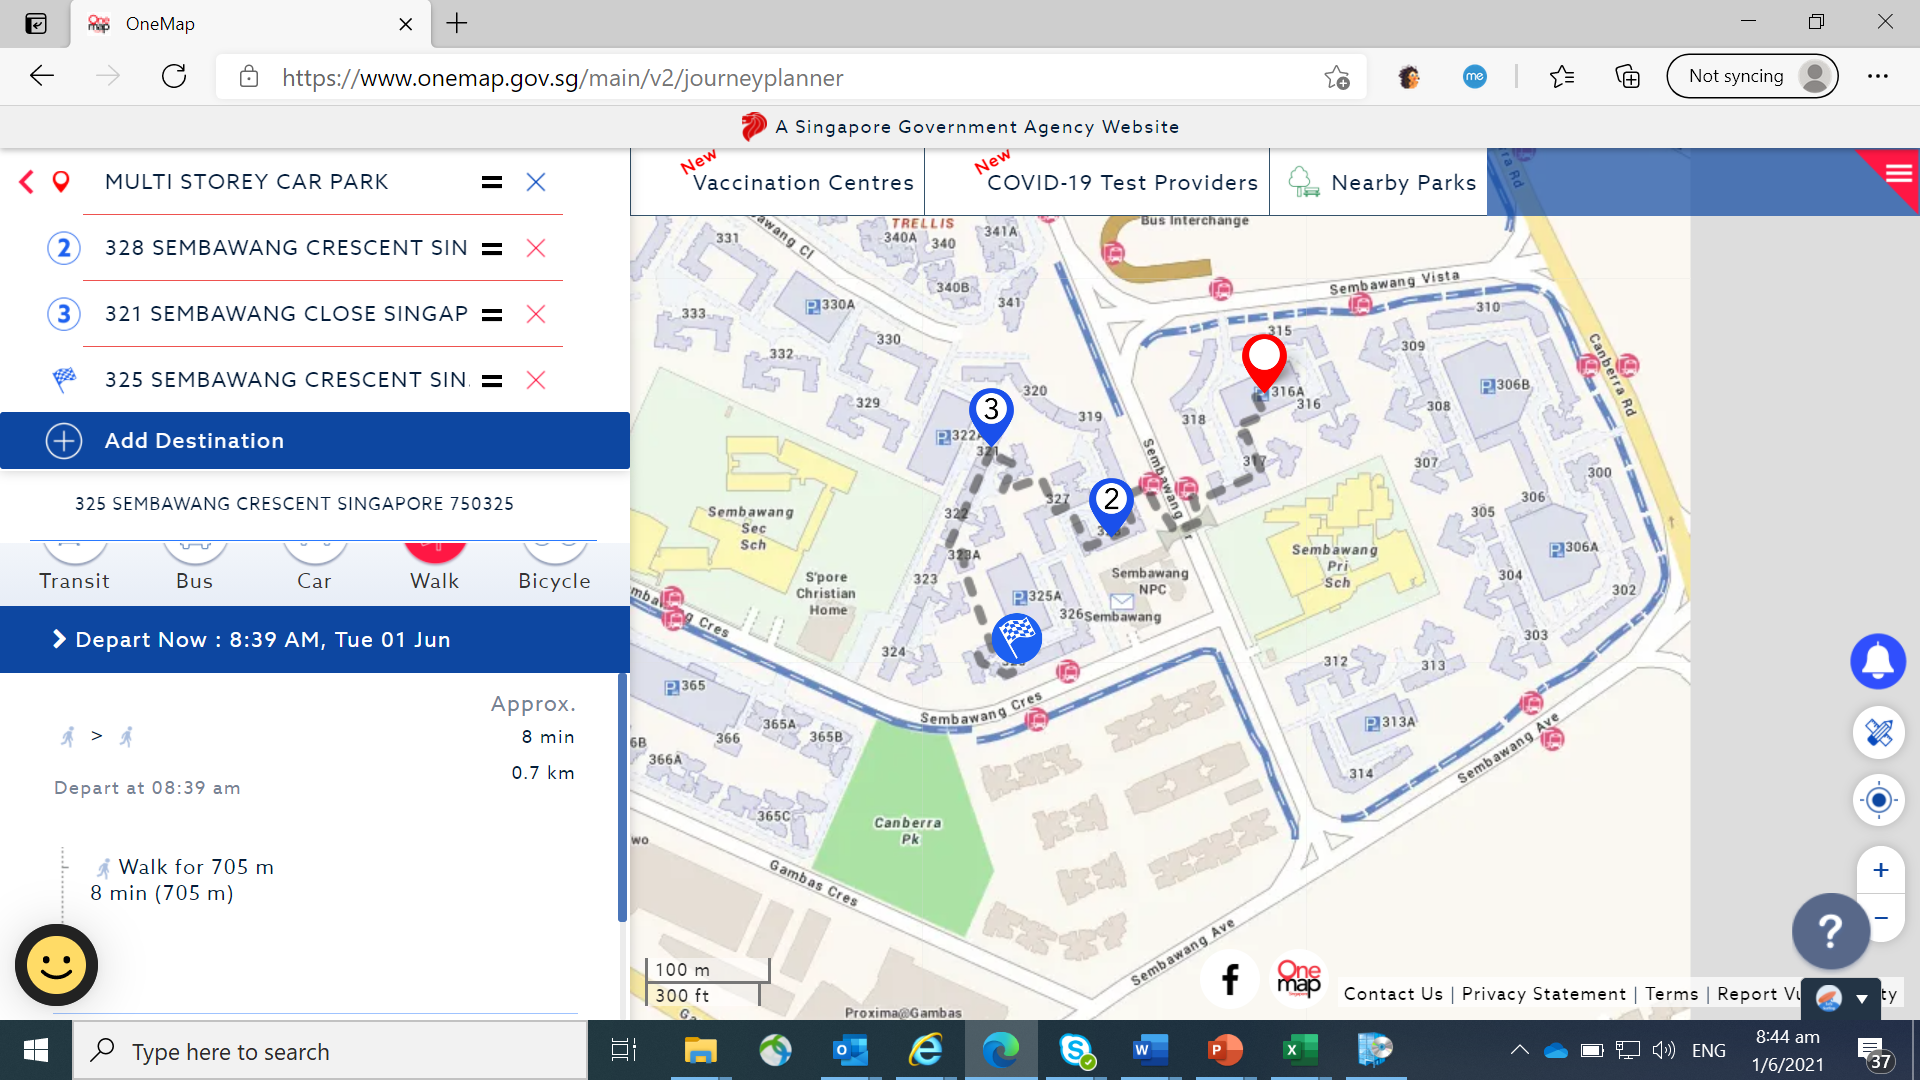 OneMap
https://www.onemap.gov.sg/main/v2/journeyplanner
me
Not syncing
A Singapore Government Agency Website
MULTI STOREY CAR PARK
2
328 SEMBAWANG CRESCENT SIN
3
321 SEMBAWANG CLOSE SINGAP
325 SEMBAWANG CRESCENT SIN
Add Destination
325 SEMBAWANG CRESCENT SINGAPORE 750325
Transit
Bus
Car
Walk
Bicycle
Depart Now : 8:39 AM, Tue 01 Jun
Approx.
>
8 min
0.7 km
Depart at 08:39 am
Walk for 705 m
8 min (705 m)
New
Vaccination Centres
New
COVID-19 Test Providers
Nearby Parks
TRELLIS
Bus Interchange
331
340A
340
341A
340B
341
330A
333
330
332
329
320
319
Sembawang Vista
310
315
309
316A
316
318
308
306B
Canberra Rd
317
307
300
306
305
306A
304
302
303
312
313
313A
314
3
322A
321
2
327
322
323A
323
324
325A
326
Sembawang
Sec
Sch
S'pore
Christian
Home
Sembawang
NPC
Sembawang
Sembawang
Pri
Sch
365
365A
365B
366
366A
365C
Sembawang Cres
Canberra
Pk
Gambas Cres
Sembawang Ave
Sembawang Ave
Proxima@Gambas
100 m
300 ft
One
map
Contact Us | Privacy Statement | Terms | Report Vu
ty
+
−
?
Type here to search
ENG
8:44 am
1/6/2021
37